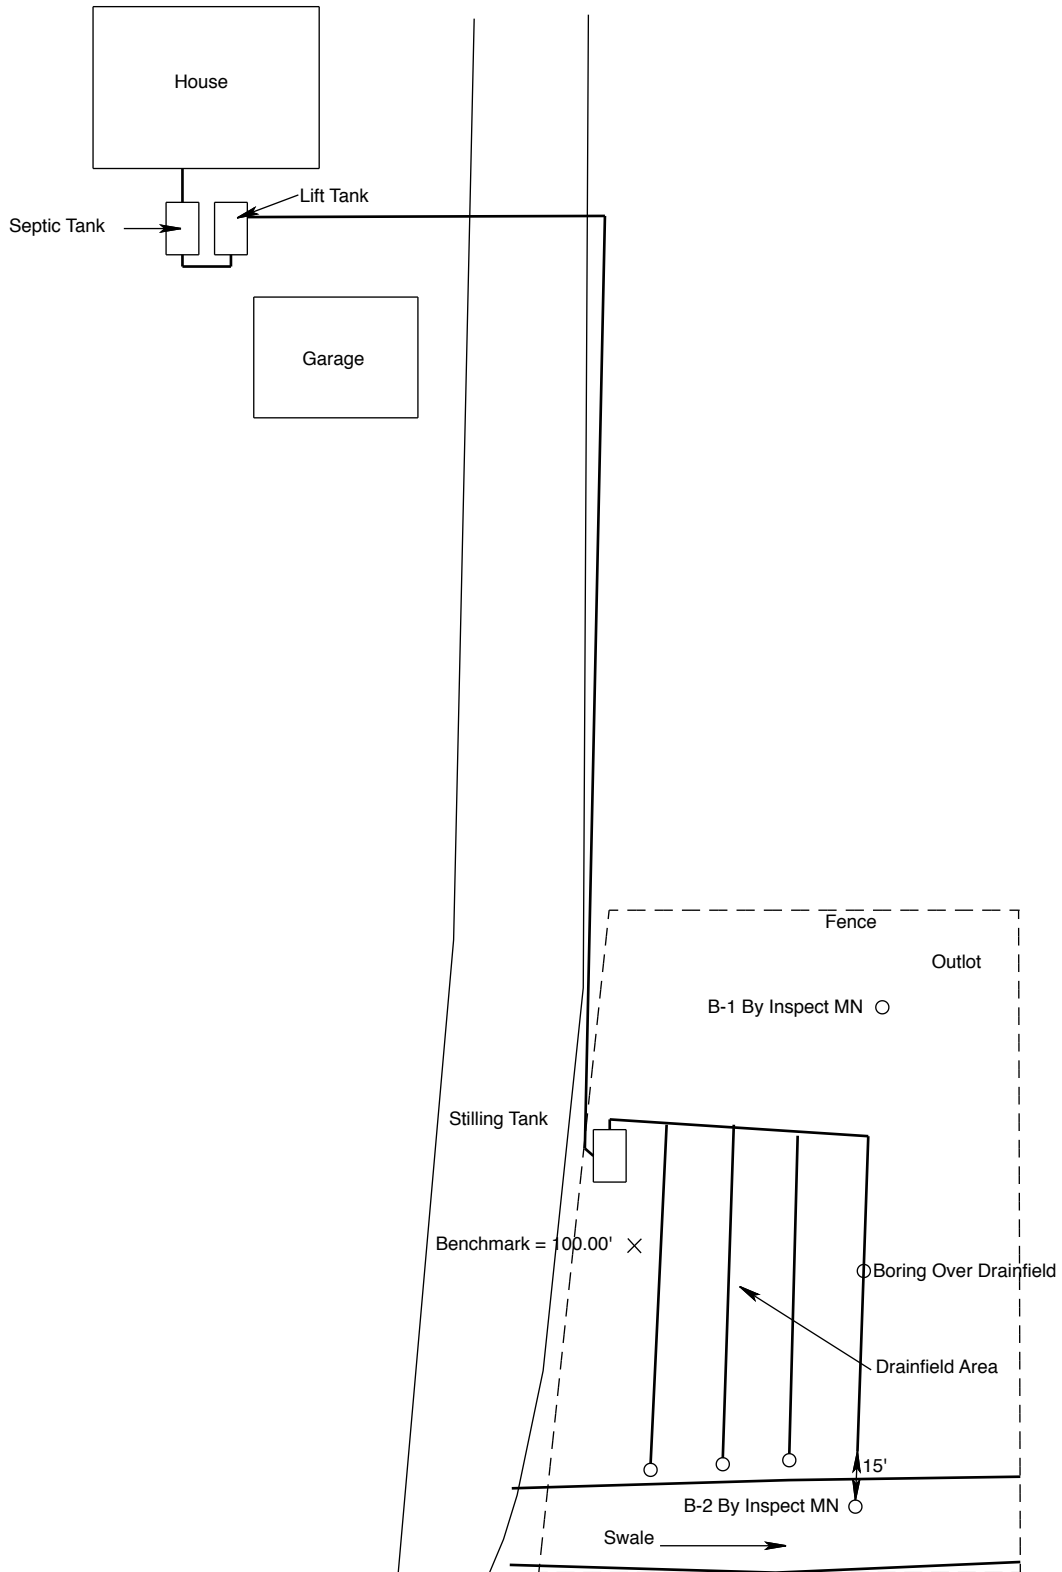 House
Lift Tank
Septic Tank
Garage
Fence
Outlot
B-1 By Inspect MN
Stilling Tank
Benchmark = 100.00'
Boring Over Drainfield
Drainfield Area
15'
B-2 By Inspect MN
Swale